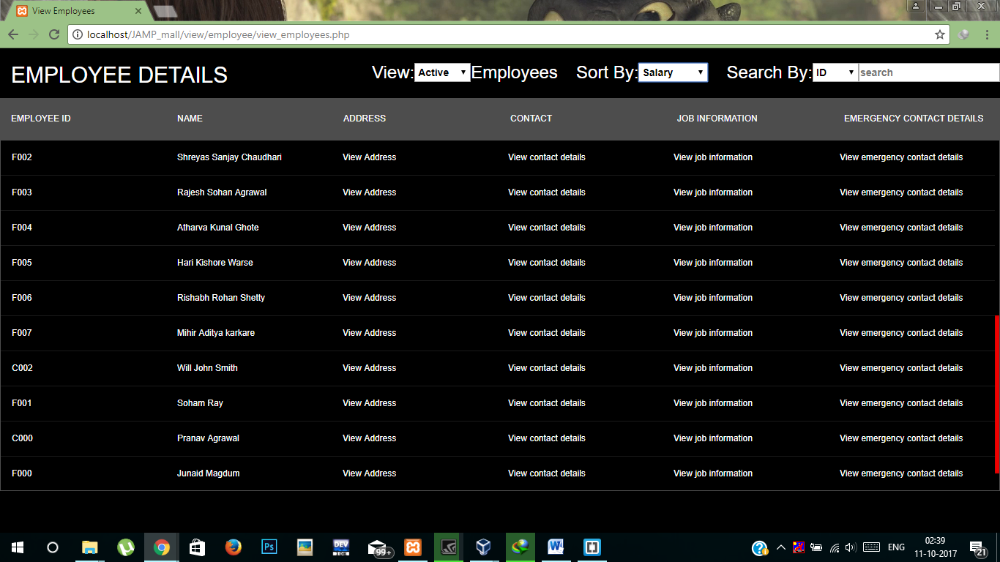 View Employees
localhost/JAMP_mall/view/employee/view_employees.php
EMPLOYEE DETAILS View: Active Employees Sort By: Salary Search By: ID search
EMPLOYEE ID NAME ADDRESS CONTACT JOB INFORMATION EMERGENCY CONTACT DETAILS
F002 Shreyas Sanjay Chaudhari View Address View contact details View job information View emergency contact details
F003 Rajesh Sohan Agrawal View Address View contact details View job information View emergency contact details
F004 Atharva Kunal Ghote View Address View contact details View job information View emergency contact details
F005 Hari Kishore Warse View Address View contact details View job information View emergency contact details
F006 Rishabh Rohan Shetty View Address View contact details View job information View emergency contact details
F007 Mihir Aditya karkare View Address View contact details View job information View emergency contact details
C002 Will John Smith View Address View contact details View job information View emergency contact details
F001 Soham Ray View Address View contact details View job information View emergency contact details
C000 Pranav Agrawal View Address View contact details View job information View emergency contact details
F000 Junaid Magdum View Address View contact details View job information View emergency contact details
Ps DEV IDE 99+ W ENG 02:39
11-10-2017 21